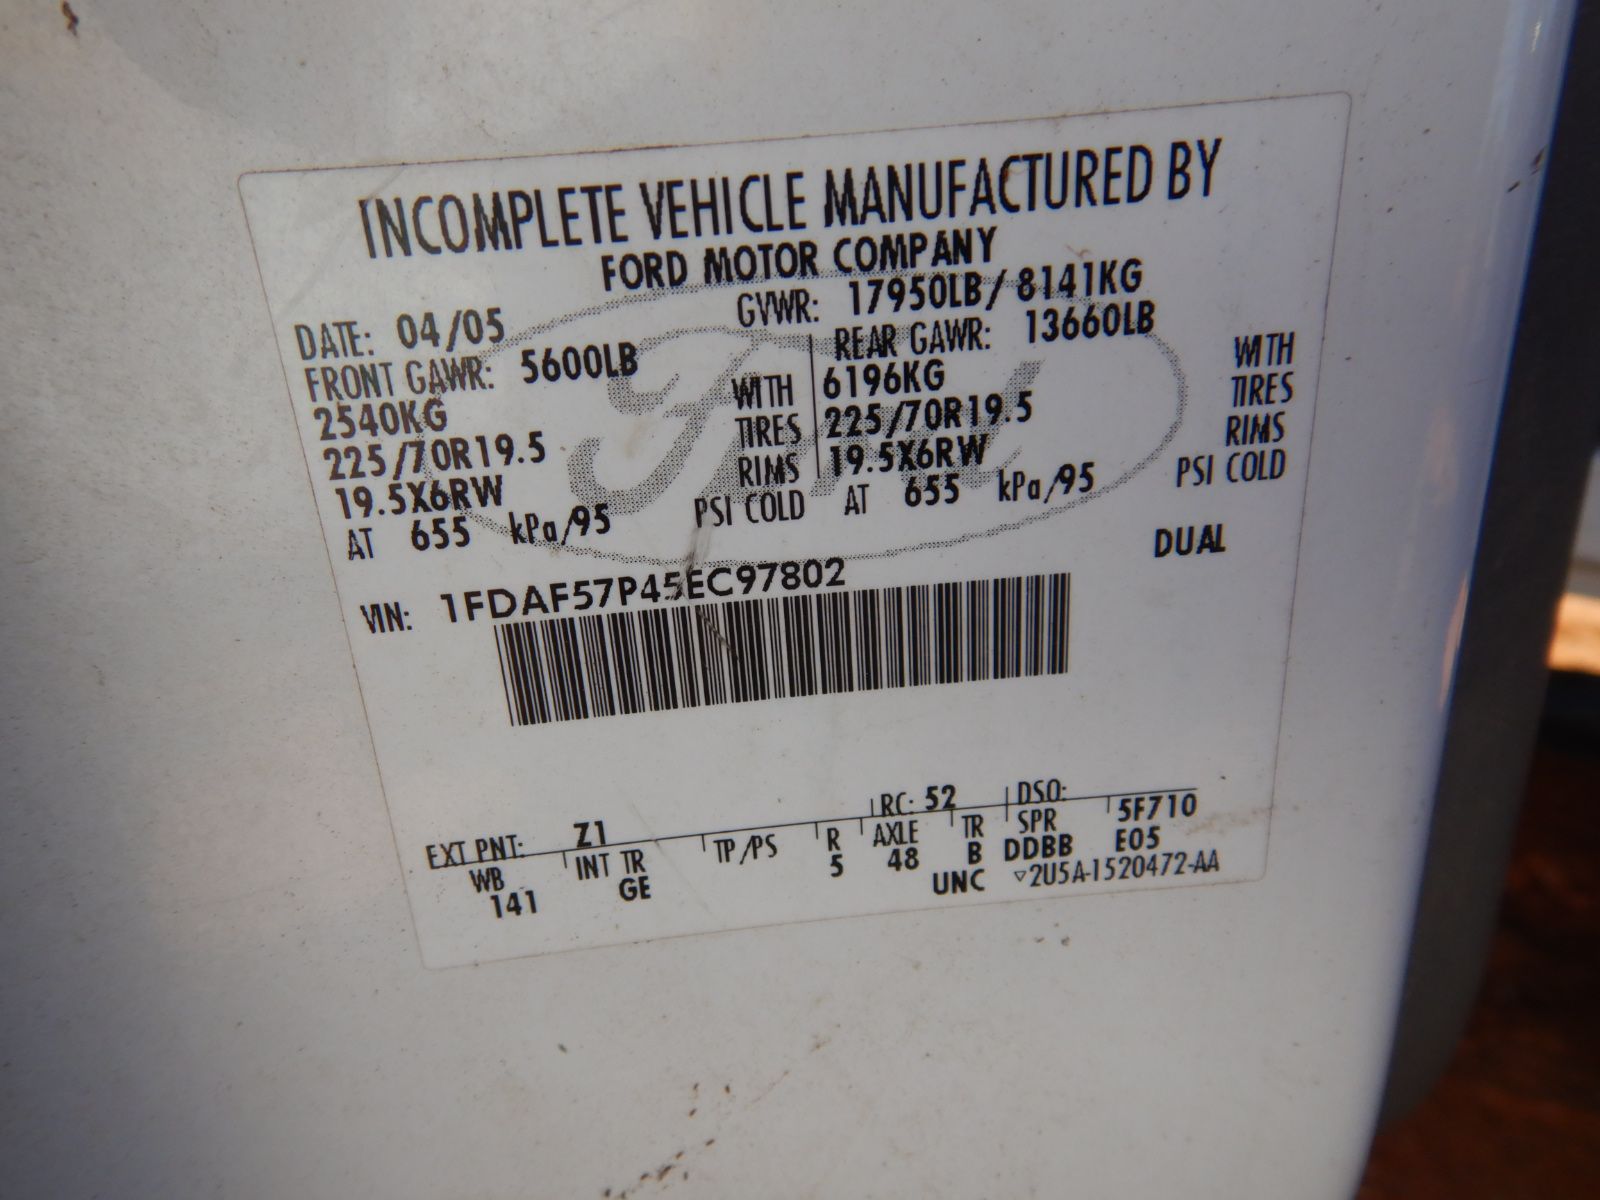 INCOMPLETE VEHICLE MANUFACTURED BY
FORD MOTOR COMPANY
DATE: 04/05 GVWR: 17950LB/ 8141KG
FRONT GAWR: 5600LB REAR GAWR: 13660LB
2540KG WITH 6196KG WITH
225/70R19.5 TIRES 225/70R19.5 TIRES
19.5X6RW RIMS 19.5X6RW RIMS
AT 655 kPa/95 PSI COLD AT 655 kPa/95 PSI COLD
DUAL
VIN: 1FDAF57P45EC97802
EXT PNT: Z1 RC: 52 DSO:
WB INT TR TP/PS R AXLE TR SPR 5F710
141 GE 5 48 B DDBB E05
UNC ▽2U5A-1520472-AA